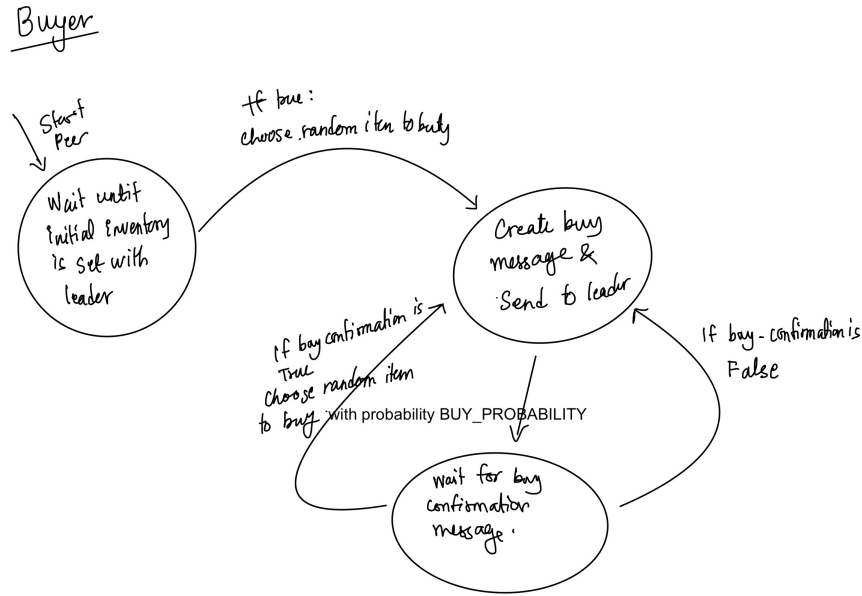 Buyer
Start
Peer
If true:
choose random item to buy
Wait until
initial inventory
is set with
leader
Create buy
message &
Send to leader
If buy confirmation is
True
choose random item
to buy with probability BUY_PROBABILITY
If buy-confirmation is
False
wait for buy
confirmation
message.